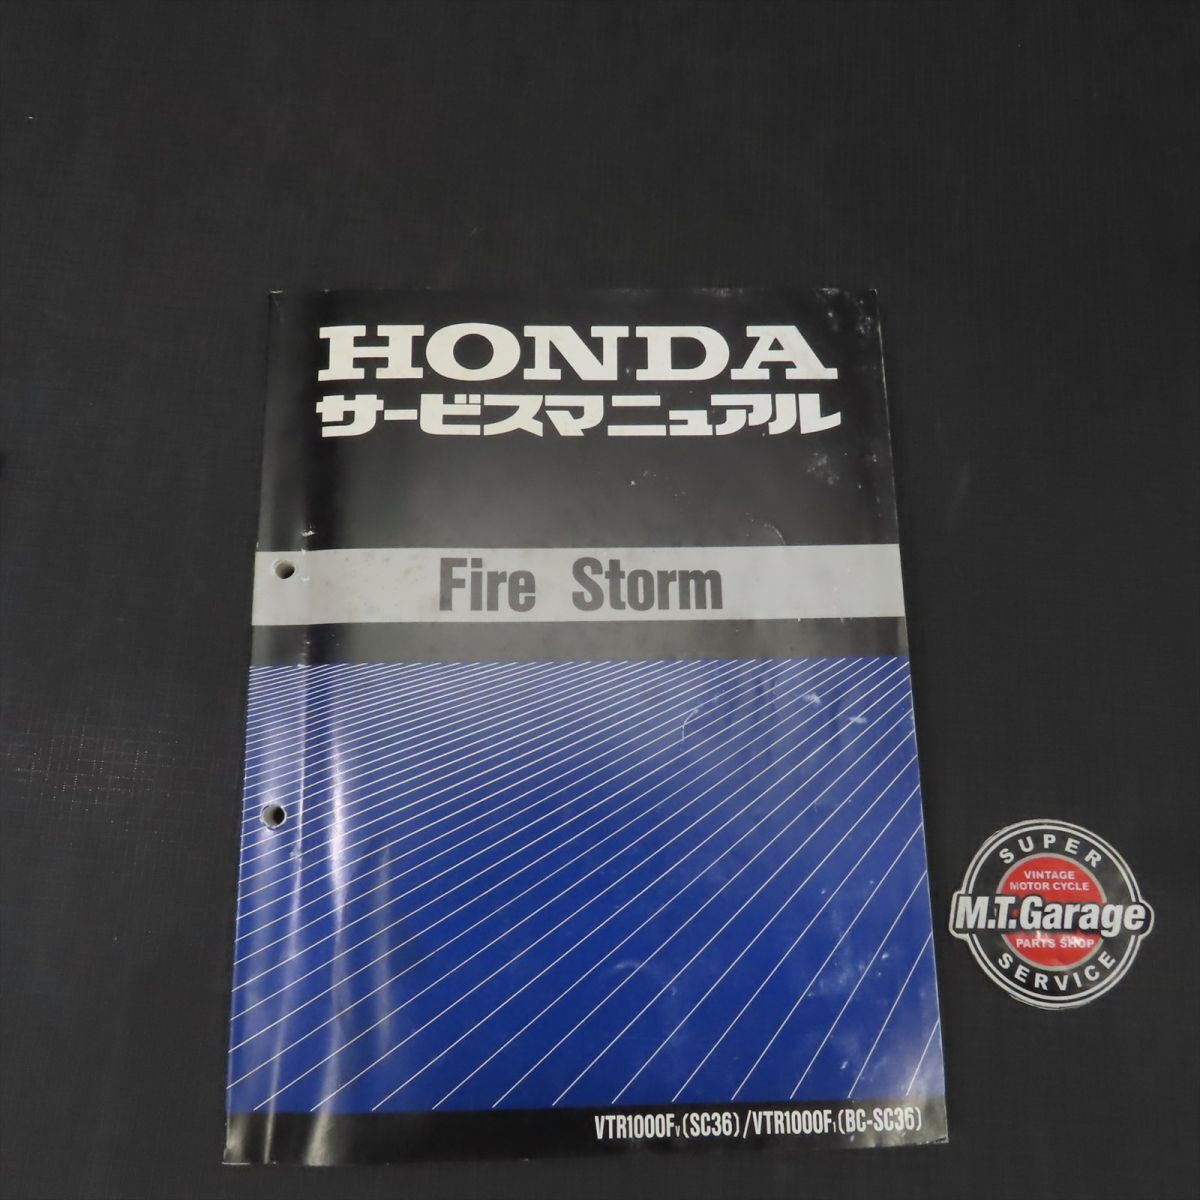 HONDA
サービスマニュアル
Fire Storm
VTR1000Fv(SC36)/VTR1000F1(BC-SC36)
SUPER
VINTAGE
MOTOR CYCLE
M.T.Garage
PARTS SHOP
SERVICE